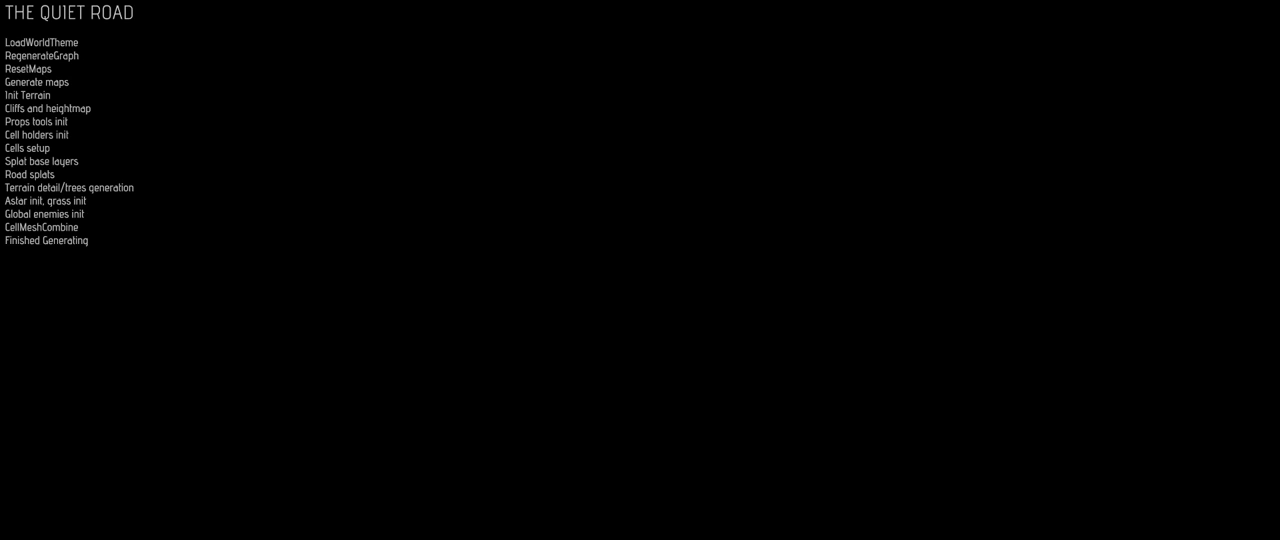 THE QUIET ROAD
LoadWorldTheme
RegenerateGraph
ResetMaps
Generate maps
Init Terrain
Cliffs and heightmap
Props tools init
Cell holders init
Cells setup
Splat base layers
Road splats
Terrain detail/trees generation
Astar init, grass init
Global enemies init
CellMeshCombine
Finished Generating